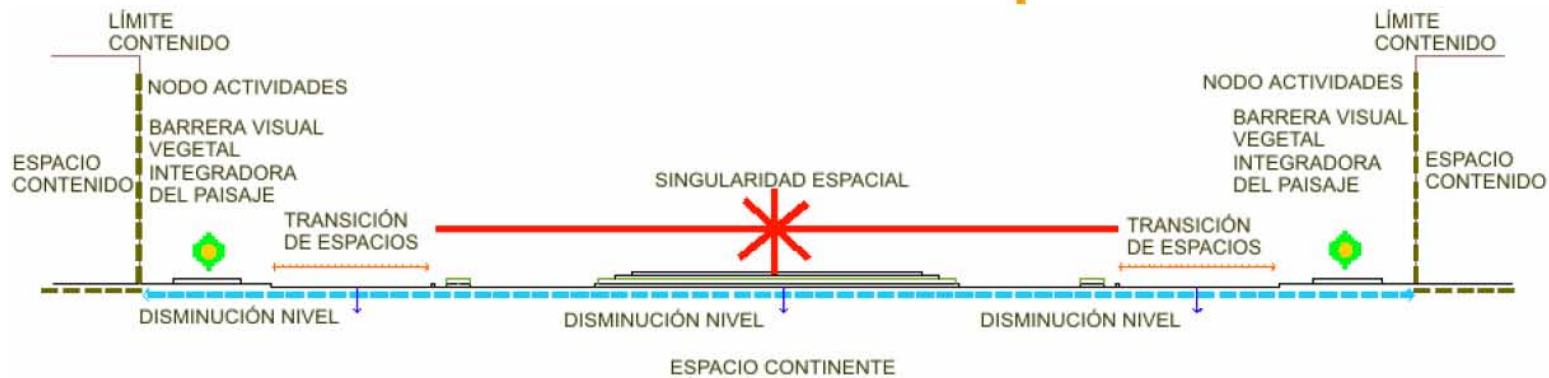 LÍMITE
CONTENIDO
NODO ACTIVIDADES
BARRERA VISUAL
VEGETAL
INTEGRADORA
DEL PAISAJE
ESPACIO
CONTENIDO
TRANSICIÓN
DE ESPACIOS
SINGULARIDAD ESPACIAL
LÍMITE
CONTENIDO
NODO ACTIVIDADES
BARRERA VISUAL
VEGETAL
INTEGRADORA
DEL PAISAJE
ESPACIO
CONTENIDO
TRANSICIÓN
DE ESPACIOS
DISMINUCIÓN NIVEL
DISMINUCIÓN NIVEL
DISMINUCIÓN NIVEL
ESPACIO CONTINENTE